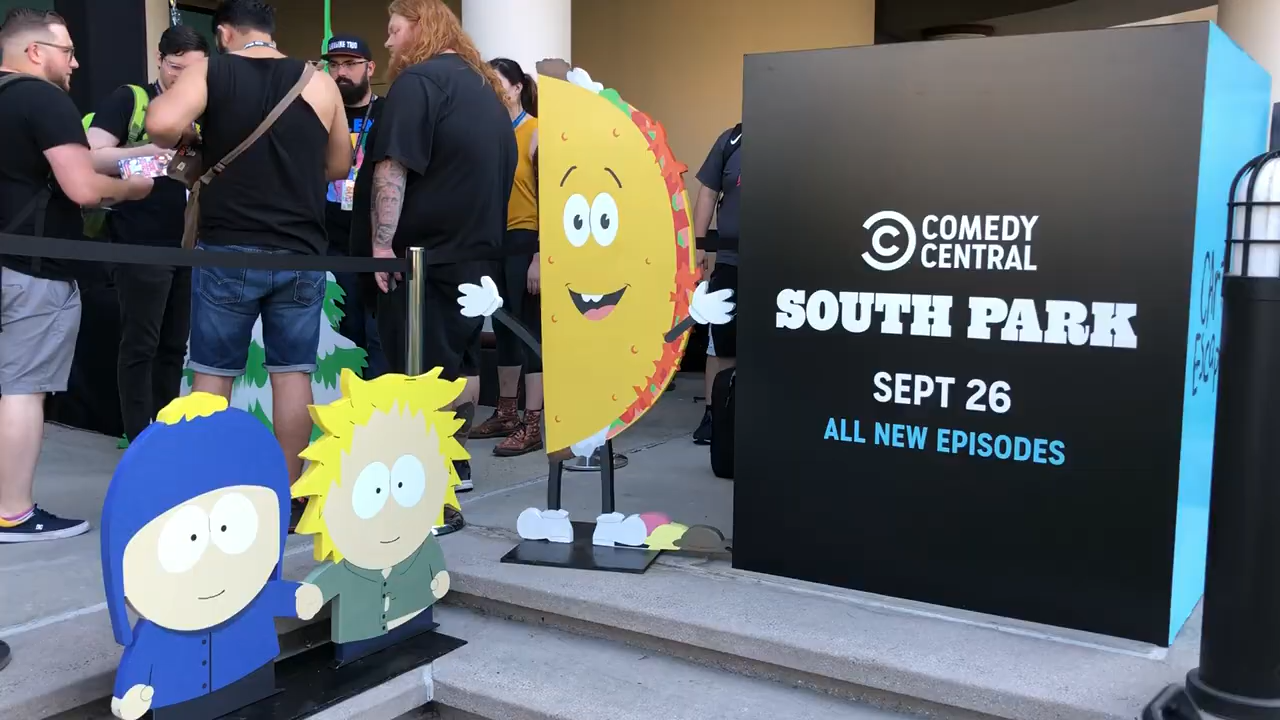 COMEDY
CENTRAL
SOUTH PARK
SEPT 26
ALL NEW EPISODES